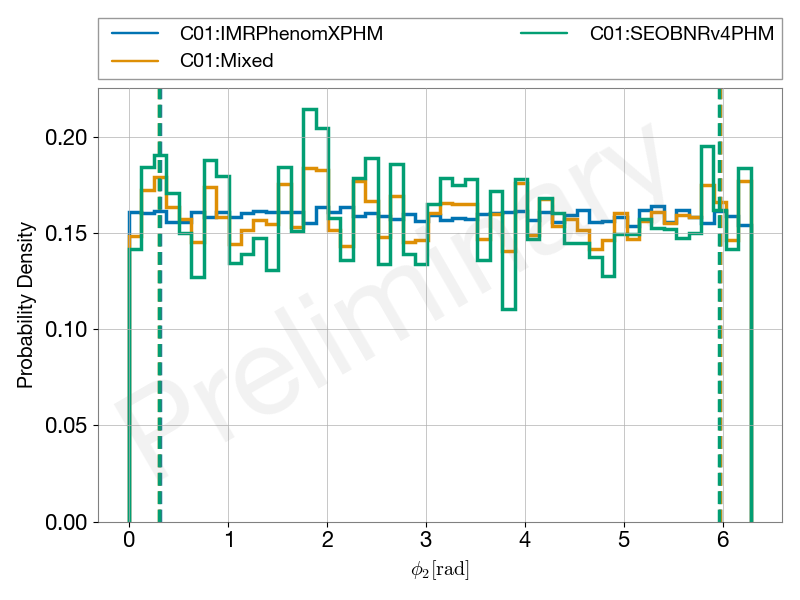 C01:IMRPhenomXPHM
C01:SEOBNRv4PHM
C01:Mixed
0.20
0.15
0.10
0.05
0.00
Probability Density
Preliminary
0 1 2 3 4 5 6
ϕ₂[rad]